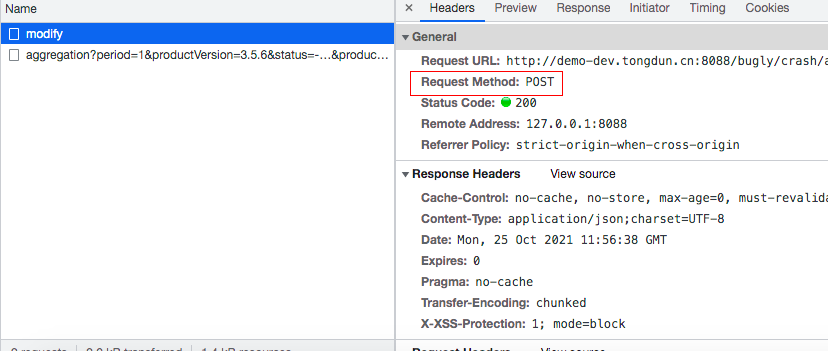 Name
modify
aggregation?period=1&productVersion=3.5.6&status=-...&produc...
Headers Preview Response Initiator Timing Cookies
General
Request URL: http://demo-dev.tongdun.cn:8088/bugly/crash/
Request Method: POST
Status Code: 200
Remote Address: 127.0.0.1:8088
Referrer Policy: strict-origin-when-cross-origin
Response Headers View source
Cache-Control: no-cache, no-store, max-age=0, must-revalida
Content-Type: application/json;charset=UTF-8
Date: Mon, 25 Oct 2021 11:56:38 GMT
Expires: 0
Pragma: no-cache
Transfer-Encoding: chunked
X-XSS-Protection: 1; mode=block